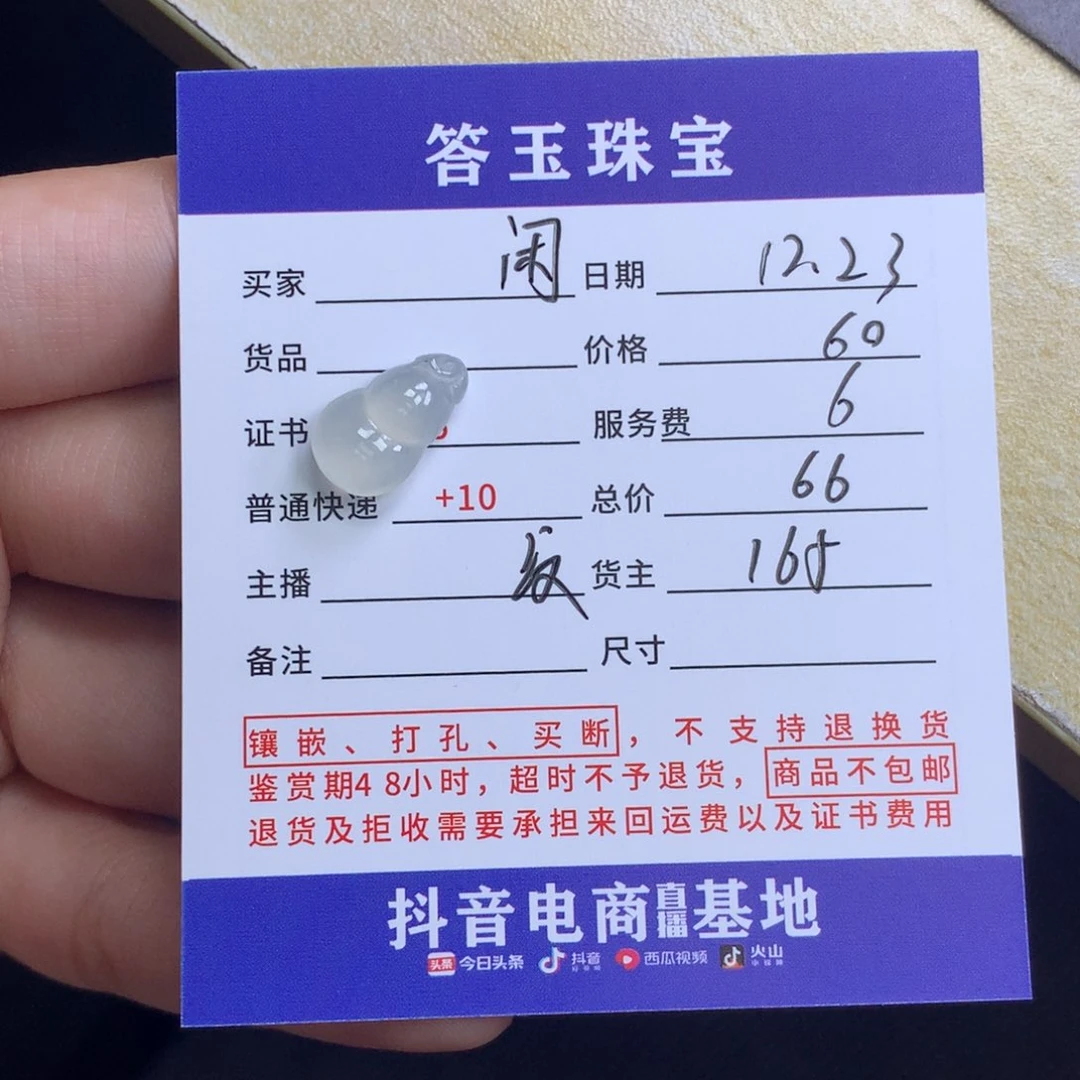 答玉珠宝
买家 闲 日期 12.23
货品 价格 60
证书 服务费 6
普通快递 +10 总价 66
主播 货主 165
备注 尺寸
镶嵌、打孔、买断，不支持退换货
鉴赏期48小时，超时不予退货，商品不包邮
退货及拒收需要承担来回运费以及证书费用
抖音电商直播基地
头条 今日头条 抖音 西瓜视频 火山